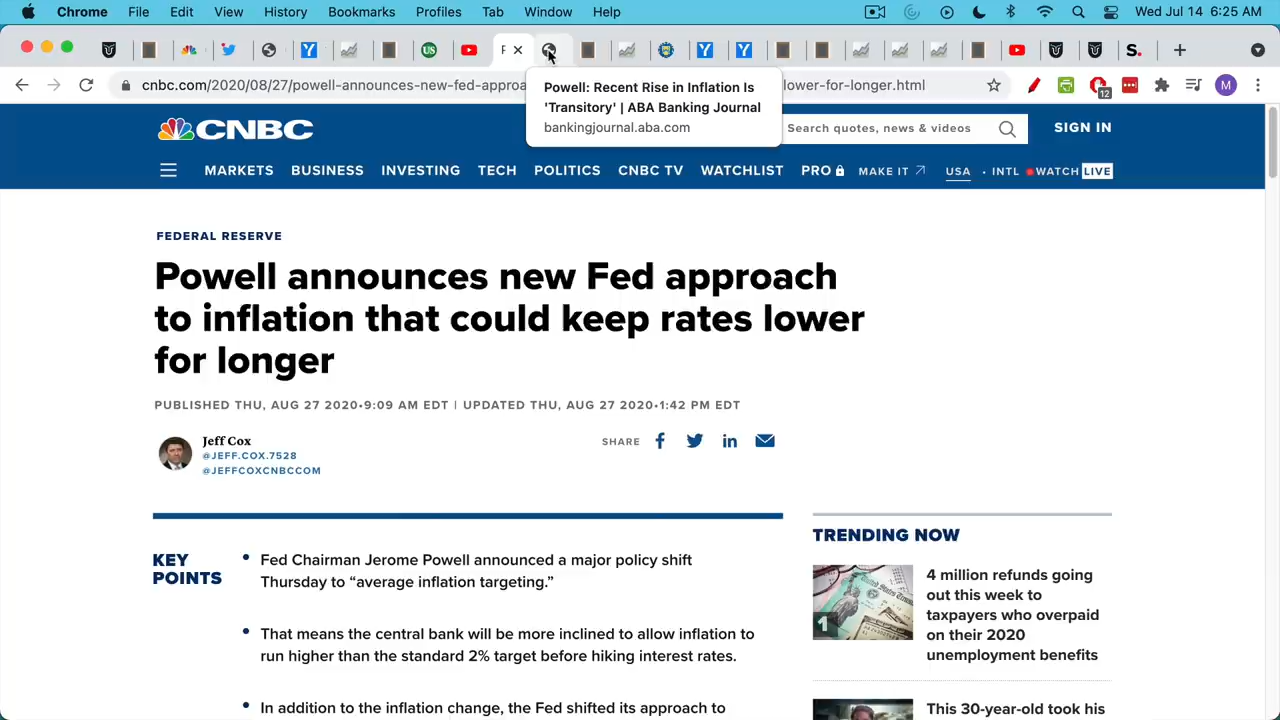 Chrome File Edit View History Bookmarks Profiles Tab Window Help Wed Jul 14 6:25 AM
Y US F Y Y S.
cnbc.com/2020/08/27/powell-announces-new-fed-approa lower-for-longer.html 12 M
Powell: Recent Rise in Inflation Is
'Transitory' | ABA Banking Journal
bankingjournal.aba.com
CNBC Search quotes, news & videos SIGN IN
MARKETS BUSINESS INVESTING TECH POLITICS CNBC TV WATCHLIST PRO MAKE IT USA • INTL WATCH LIVE
FEDERAL RESERVE
Powell announces new Fed approach
to inflation that could keep rates lower
for longer
PUBLISHED THU, AUG 27 2020•9:09 AM EDT | UPDATED THU, AUG 27 2020•1:42 PM EDT
Jeff Cox
@JEFF.COX.7528
@JEFFCOXCNBCCOM
SHARE
KEY
POINTS
• Fed Chairman Jerome Powell announced a major policy shift
Thursday to “average inflation targeting.”
• That means the central bank will be more inclined to allow inflation to
run higher than the standard 2% target before hiking interest rates.
• In addition to the inflation change, the Fed shifted its approach to
TRENDING NOW
1
4 million refunds going
out this week to
taxpayers who overpaid
on their 2020
unemployment benefits
This 30-year-old took his